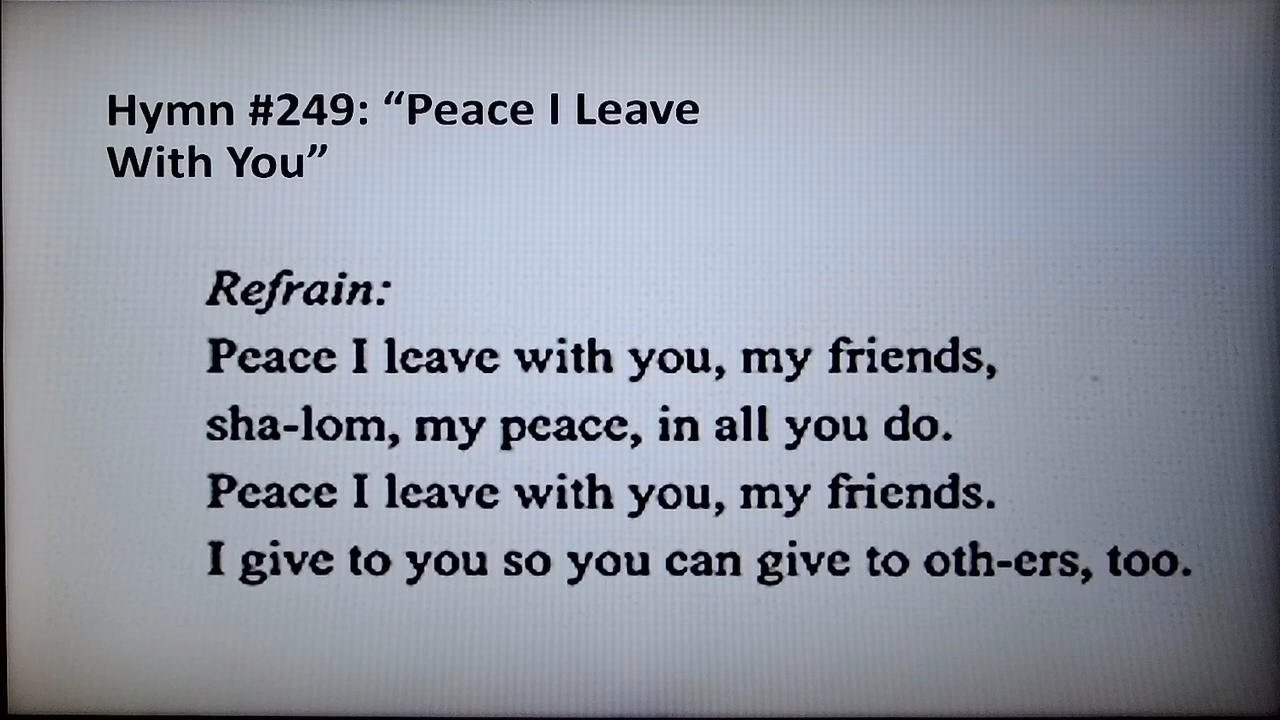 Hymn #249: “Peace I Leave
With You”
Refrain:
Peace I leave with you, my friends,
sha-lom, my peace, in all you do.
Peace I leave with you, my friends.
I give to you so you can give to oth-ers, too.